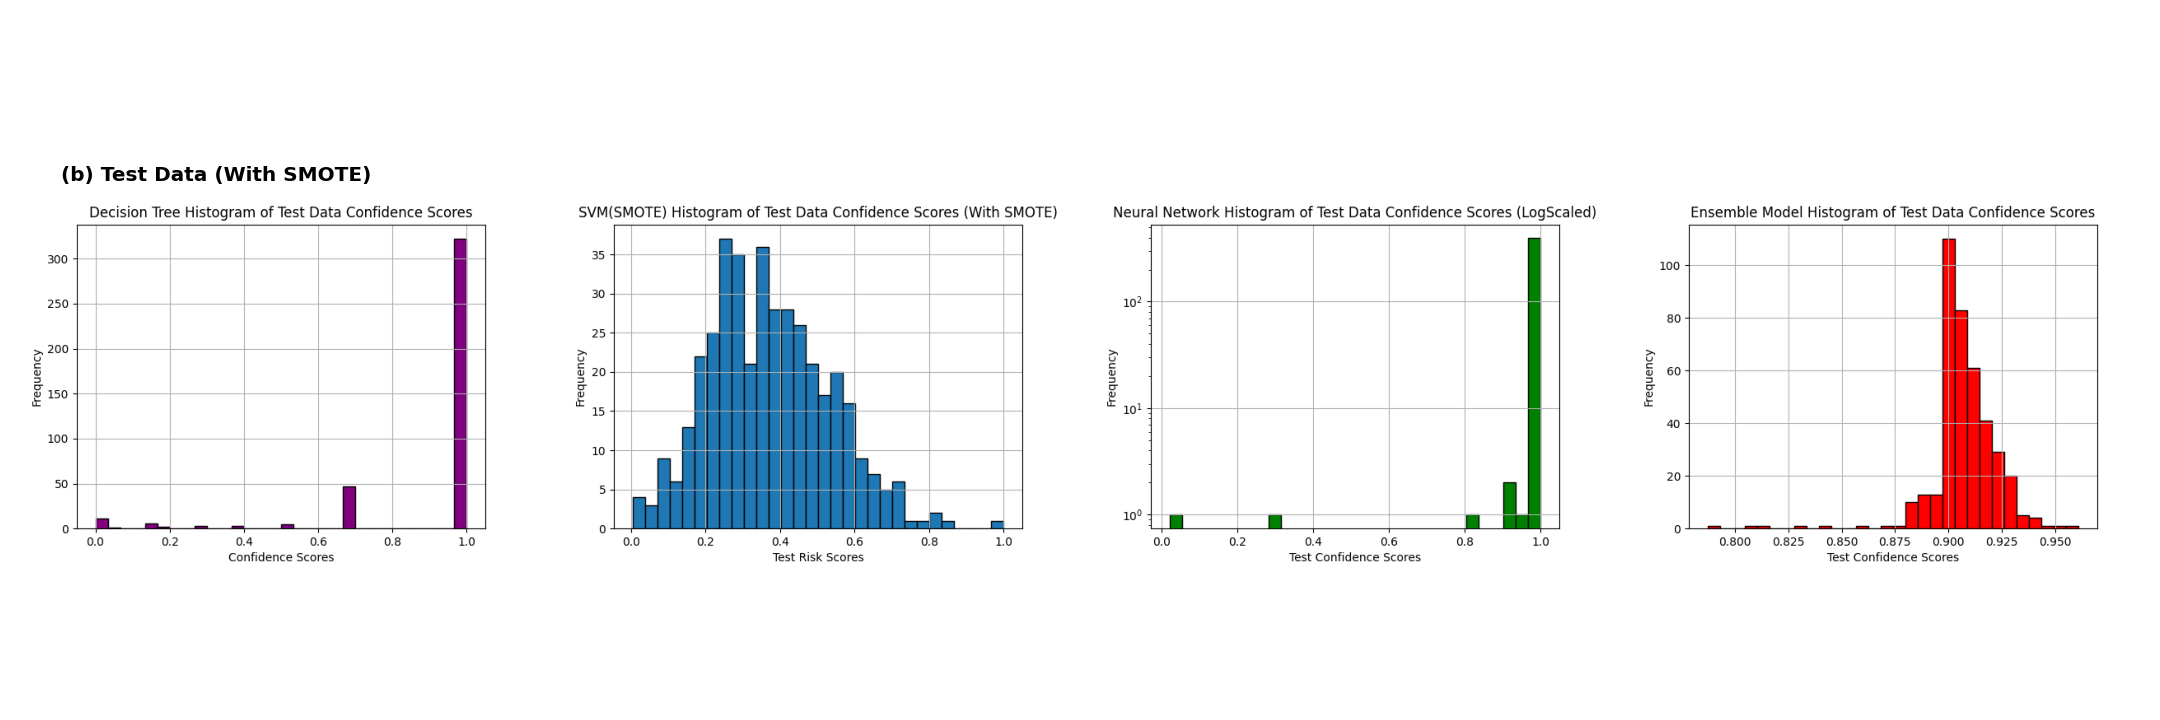 (b) Test Data (With SMOTE)
Decision Tree Histogram of Test Data Confidence Scores
300
250
200
150
100
50
0
Frequency
0.0 0.2 0.4 0.6 0.8 1.0
Confidence Scores
SVM(SMOTE) Histogram of Test Data Confidence Scores (With SMOTE)
35
30
25
20
15
10
5
0
Frequency
0.0 0.2 0.4 0.6 0.8 1.0
Test Risk Scores
Neural Network Histogram of Test Data Confidence Scores (LogScaled)
10²
10¹
10⁰
Frequency
0.0 0.2 0.4 0.6 0.8 1.0
Test Confidence Scores
Ensemble Model Histogram of Test Data Confidence Scores
100
80
60
40
20
0
Frequency
0.800 0.825 0.850 0.875 0.900 0.925 0.950
Test Confidence Scores